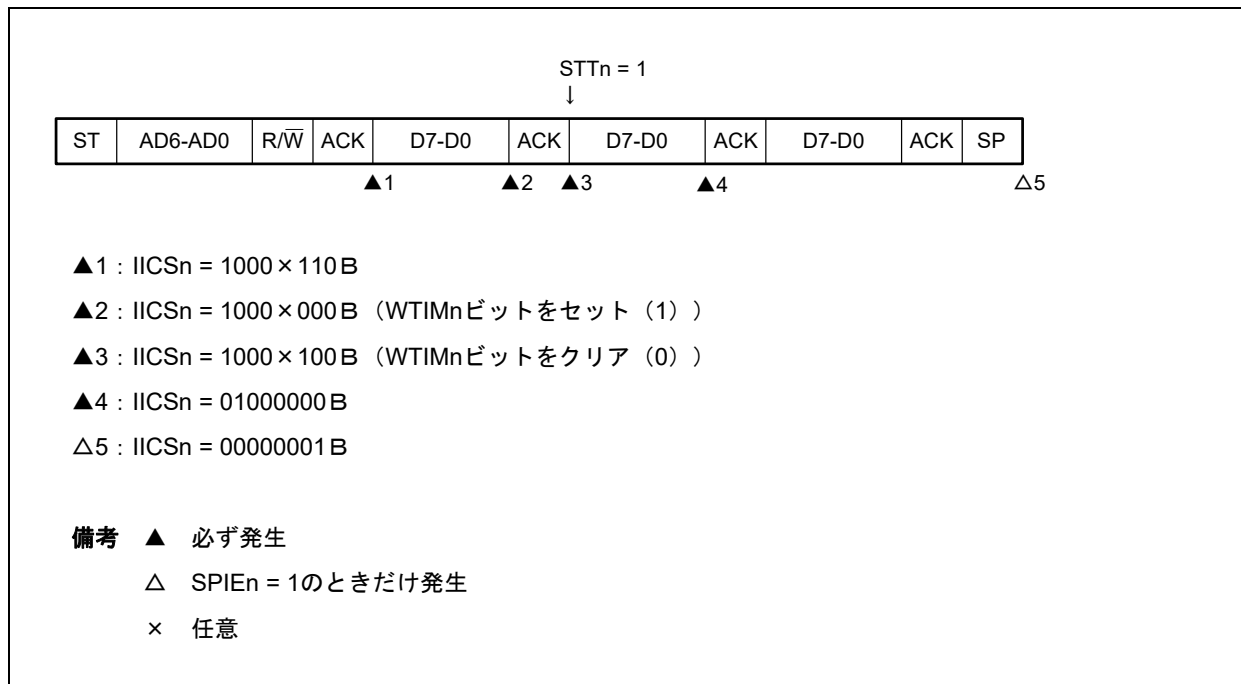 STTn = 1
↓
ST AD6-AD0 R/W̅ ACK D7-D0 ACK D7-D0 ACK D7-D0 ACK SP
▲1 ▲2 ▲3 ▲4 △5
▲1：IICSn = 1000×110B
▲2：IICSn = 1000×000B（WTIMnビットをセット（1））
▲3：IICSn = 1000×100B（WTIMnビットをクリア（0））
▲4：IICSn = 01000000B
△5：IICSn = 00000001B
備考 ▲ 必ず発生
△ SPIEn = 1のときだけ発生
× 任意